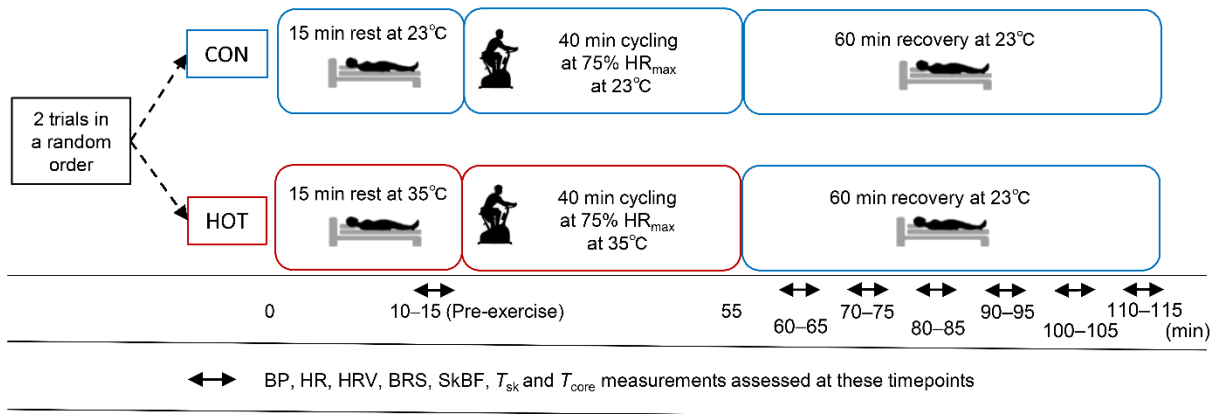 2 trials in
a random
order
CON
15 min rest at 23°C
40 min cycling
at 75% HRmax
at 23°C
60 min recovery at 23°C
HOT
15 min rest at 35°C
40 min cycling
at 75% HRmax
at 35°C
60 min recovery at 23°C
0
10–15 (Pre-exercise)
55
60–65
70–75
80–85
90–95
100–105
110–115
(min)
BP, HR, HRV, BRS, SkBF, Tsk and Tcore measurements assessed at these timepoints